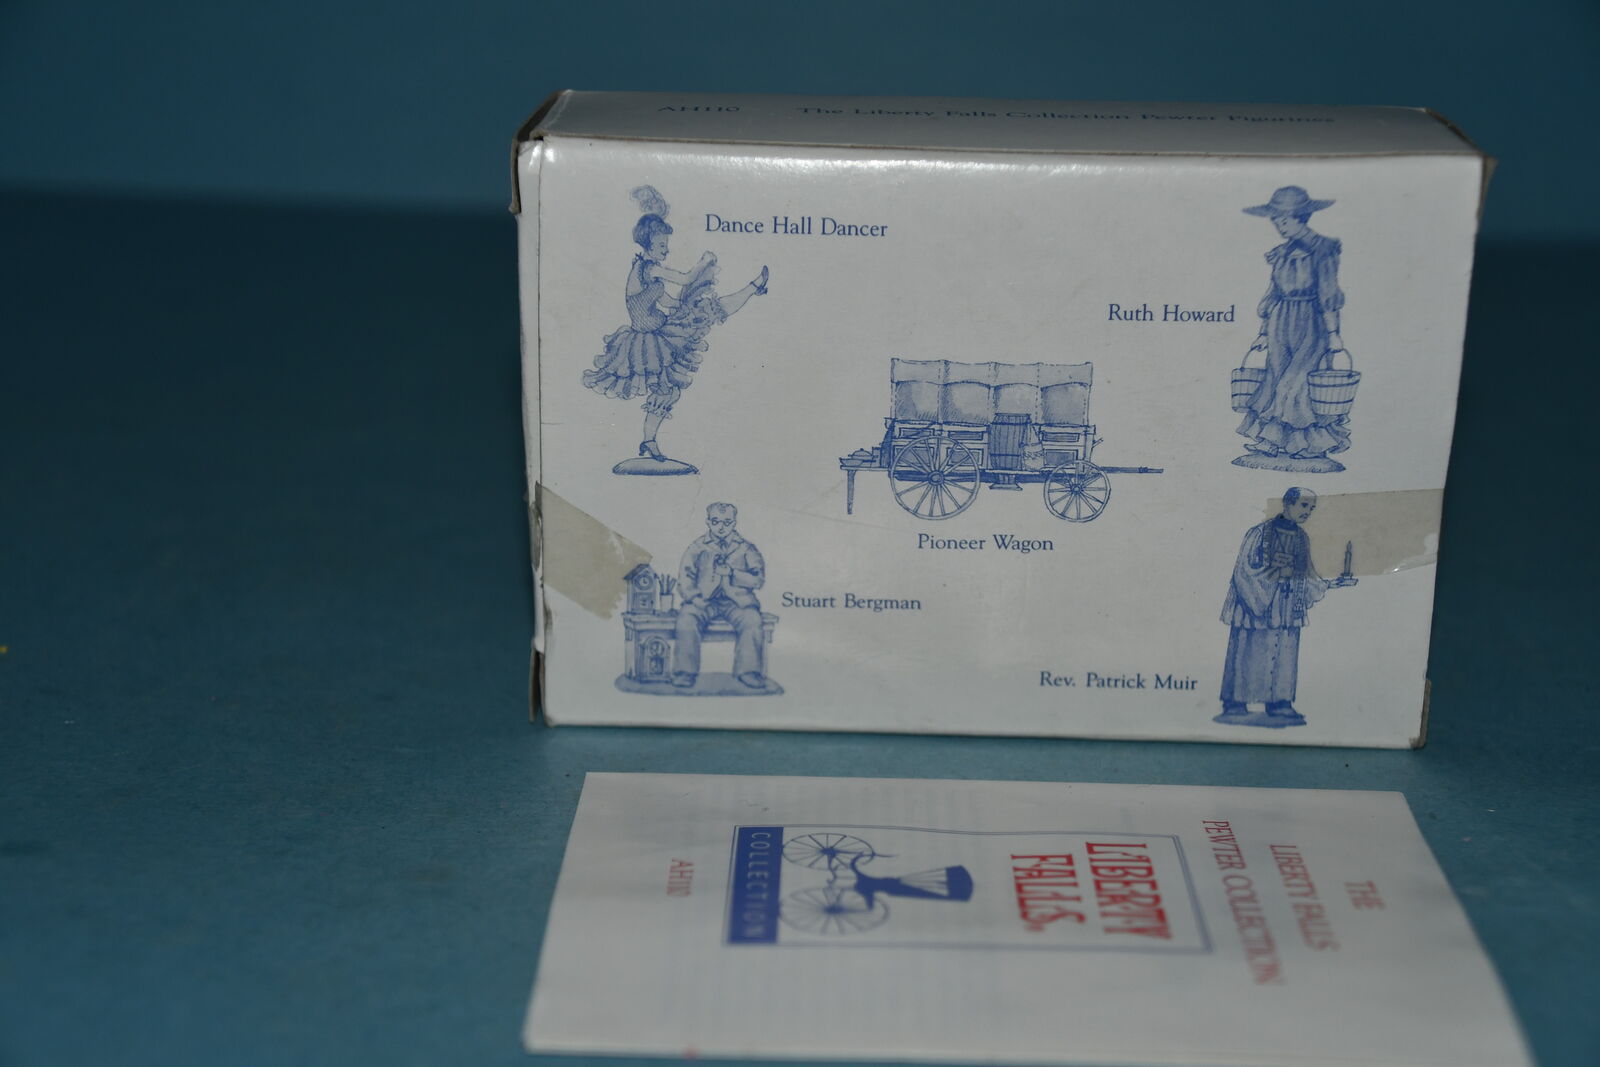 AH110 The Liberty Falls Collection Pewter Figurines
Dance Hall Dancer
Ruth Howard
Pioneer Wagon
Stuart Bergman
Rev. Patrick Muir
THE
LIBERTY FALLS
PEWTER COLLECTION
LIBERTY
FALLS
COLLECTION
AH110